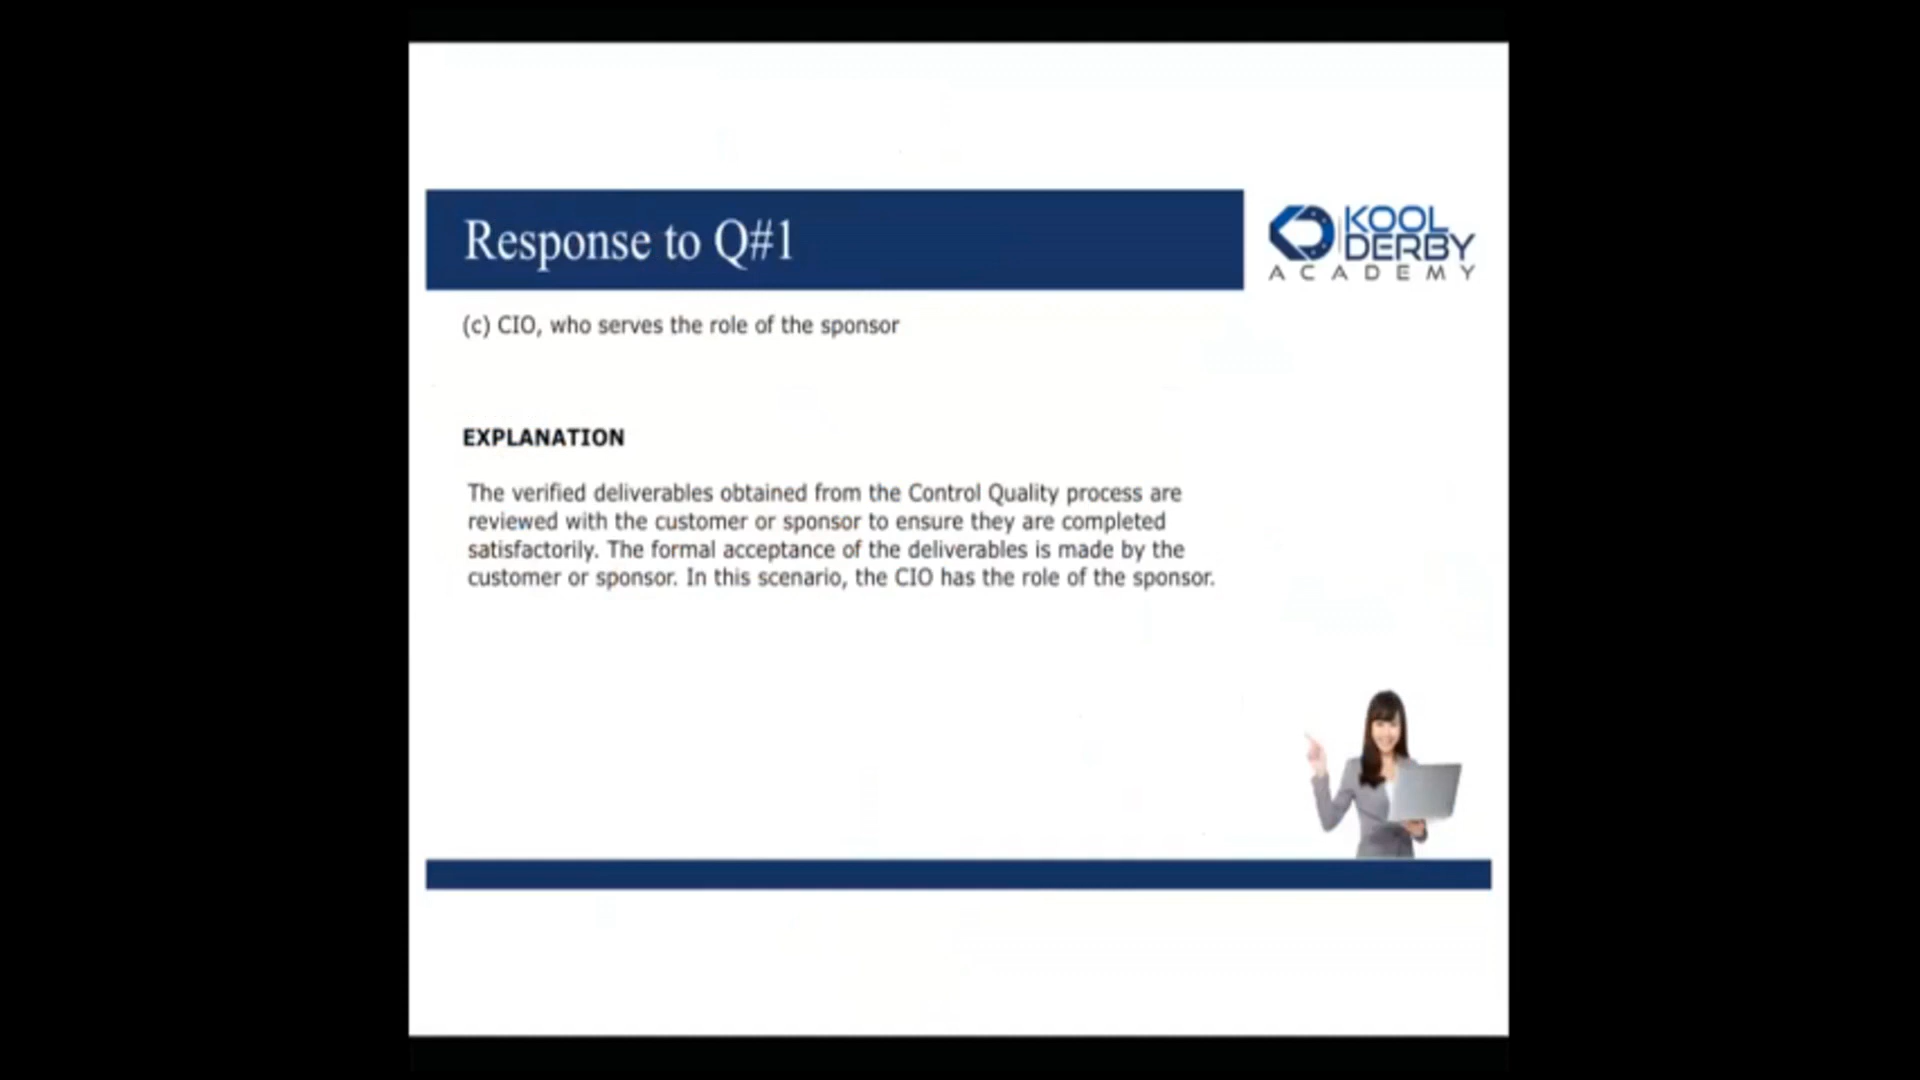 Response to Q#1
KOOL
DERBY
ACADEMY
(c) CIO, who serves the role of the sponsor
EXPLANATION
The verified deliverables obtained from the Control Quality process are
reviewed with the customer or sponsor to ensure they are completed
satisfactorily. The formal acceptance of the deliverables is made by the
customer or sponsor. In this scenario, the CIO has the role of the sponsor.